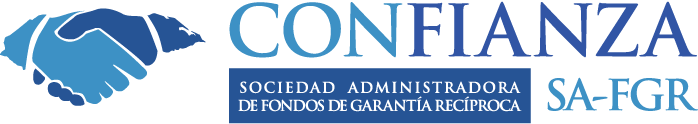 CONFIANZA
SOCIEDAD ADMINISTRADORA
DE FONDOS DE GARANTÍA RECÍPROCA
SA-FGR